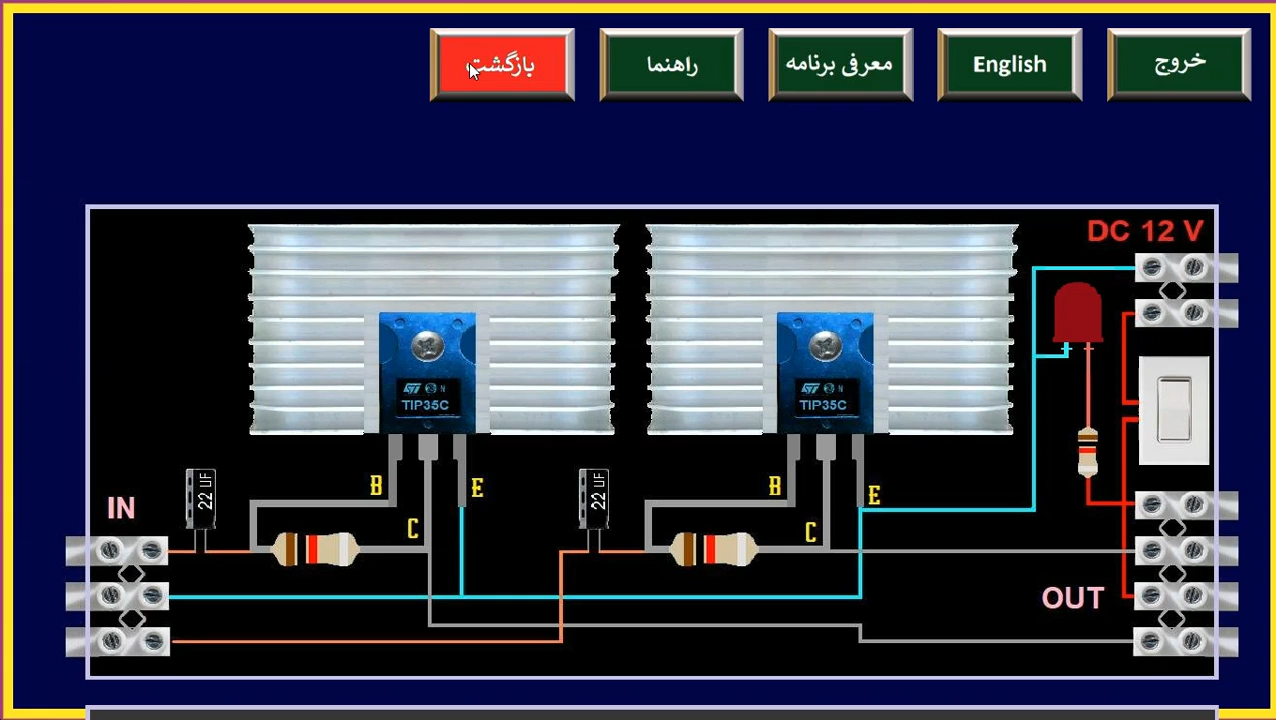 بازگشت
راهنما
معرفی برنامه
English
خروج
DC 12 V
TIP35C
TIP35C
B
E
C
B
E
C
22 UF
22 UF
IN
OUT